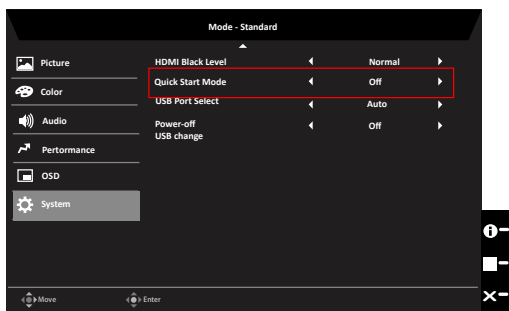 Mode - Standard
Picture
Color
Audio
Pertormance
OSD
System
HDMI Black Level Normal
Quick Start Mode Off
USB Port Select Auto
Power-off Off
USB change
Move Enter